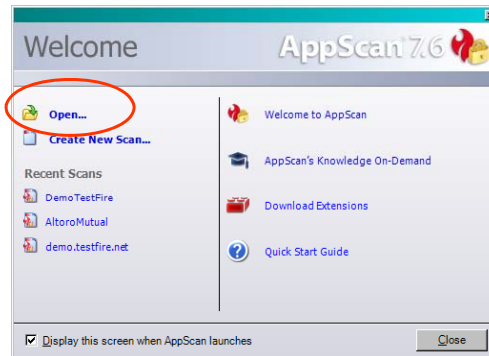 Welcome
AppScan 7.6
Open...
Create New Scan...
Recent Scans
DemoTestFire
AltoroMutual
demo.testfire.net
Welcome to AppScan
AppScan's Knowledge On-Demand
Download Extensions
Quick Start Guide
Display this screen when AppScan launches
Close